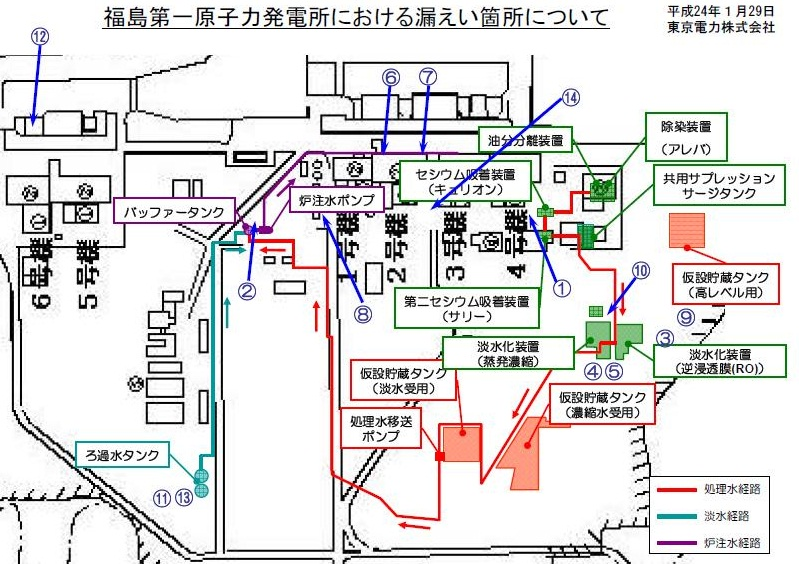 福島第一原子力発電所における漏えい箇所について
平成24年1月29日
東京電力株式会社
⑫
⑥
⑦
⑭
油分分離装置
除染装置
(アレバ)
セシウム吸着装置
(キュリオン)
共用サプレッション
サージタンク
バッファータンク
炉注水ポンプ
6号機
5号機
1号機
2号機
3号機
4号機
②
⑧
①
⑩
仮設貯蔵タンク
(高レベル用)
⑨
第二セシウム吸着装置
(サリー)
③
淡水化装置
(蒸発濃縮)
④
⑤
淡水化装置
(逆浸透膜(RO))
仮設貯蔵タンク
(淡水受用)
仮設貯蔵タンク
(濃縮水受用)
処理水移送
ポンプ
ろ過水タンク
⑪
⑬
処理水経路
淡水経路
炉注水経路